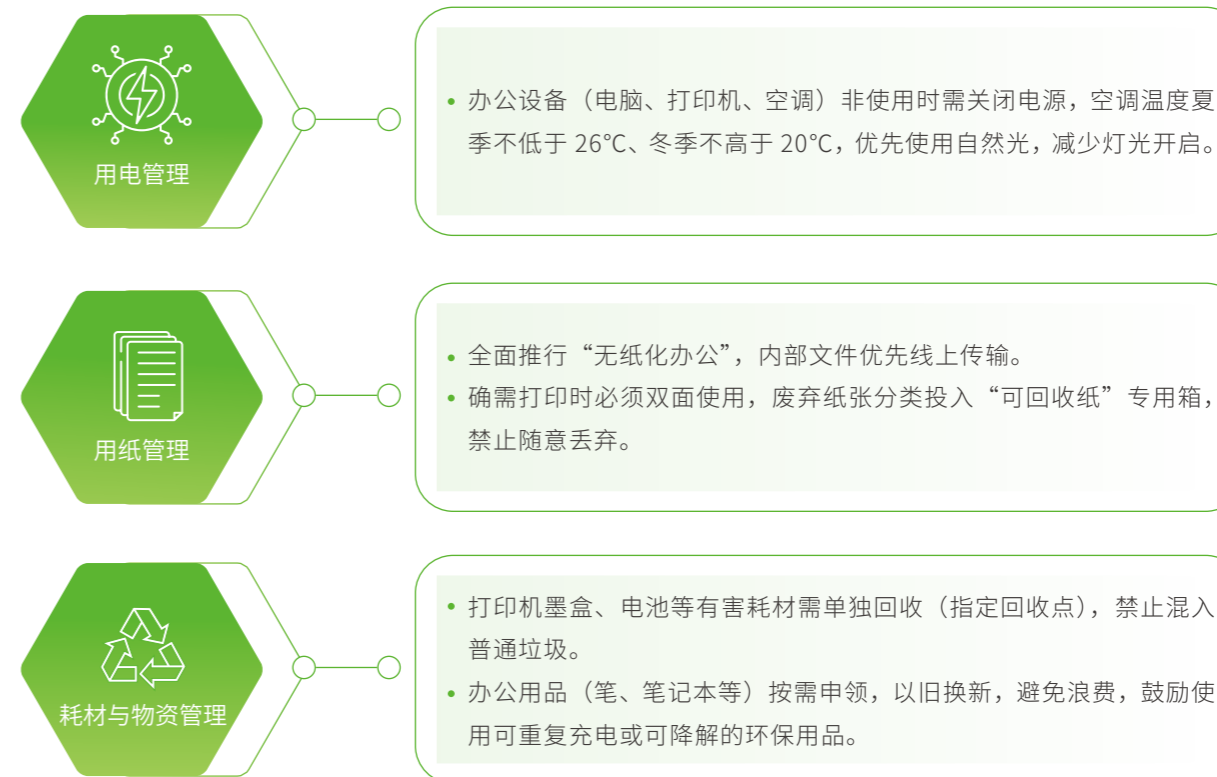 用电管理
• 办公设备（电脑、打印机、空调）非使用时需关闭电源，空调温度夏
季不低于 26℃、冬季不高于 20℃，优先使用自然光，减少灯光开启。
用纸管理
• 全面推行“无纸化办公”，内部文件优先线上传输。
• 确需打印时必须双面使用，废弃纸张分类投入“可回收纸”专用箱，
禁止随意丢弃。
耗材与物资管理
• 打印机墨盒、电池等有害耗材需单独回收（指定回收点），禁止混入
普通垃圾。
• 办公用品（笔、笔记本等）按需申领，以旧换新，避免浪费，鼓励使
用可重复充电或可降解的环保用品。